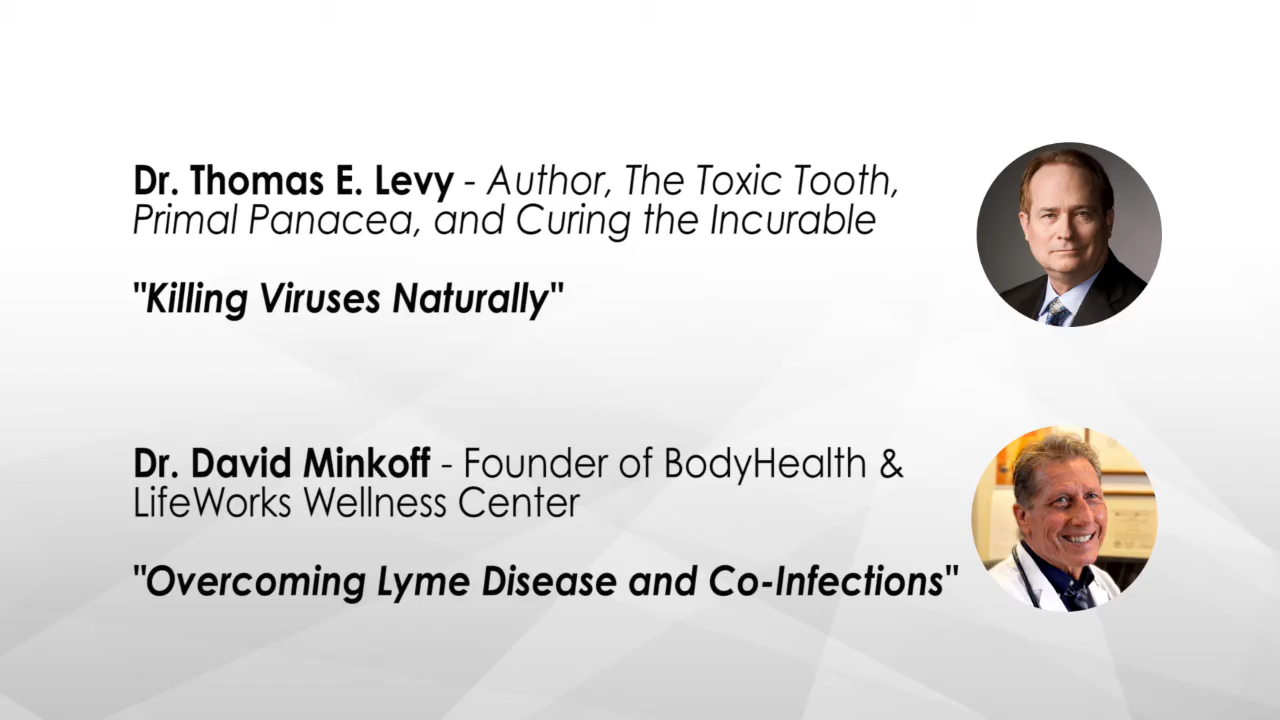 Dr. Thomas E. Levy - Author, The Toxic Tooth,
Primal Panacea, and Curing the Incurable
"Killing Viruses Naturally"
Dr. David Minkoff - Founder of BodyHealth &
LifeWorks Wellness Center
"Overcoming Lyme Disease and Co-Infections"